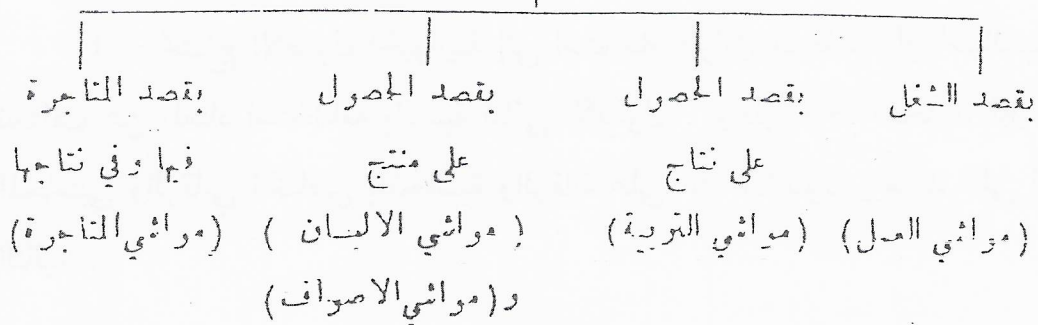 بقصد الشغل بقصد الحصول بقصد الحصول بقصد المتاجرة
على نتاج على منتج فيها وفي نتاجها
(مواشي العمل) (مواشي التربية) (مواشي الالبان) (مواشي المتاجرة)
و(مواشي الاصواف)